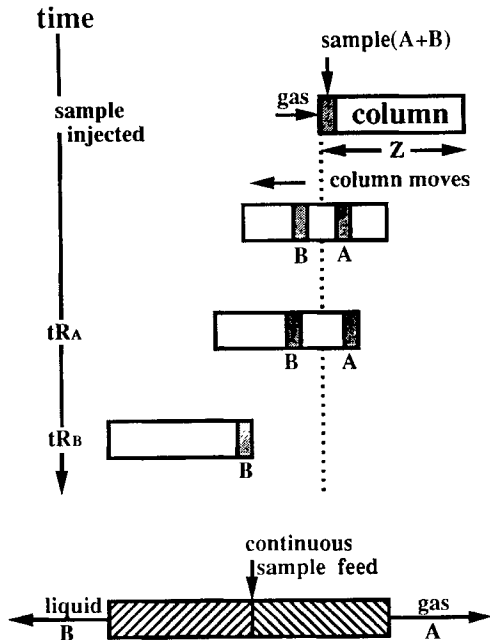 time
sample(A+B)
gas
column
sample
injected
Z
column moves
B A
tRA
B A
tRB
B
continuous
sample feed
liquid
gas
B
A